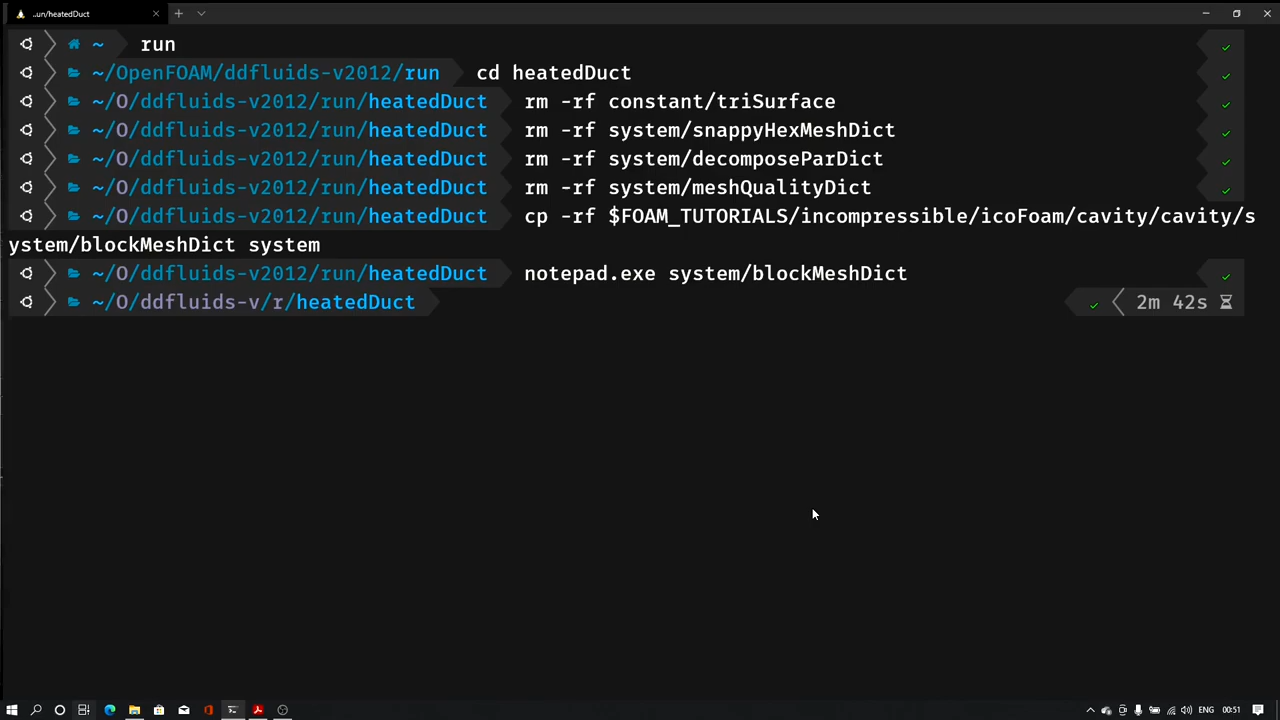 ..un/heatedDuct
~ run
~/OpenFOAM/ddfluids-v2012/run cd heatedDuct
~/O/ddfluids-v2012/run/heatedDuct rm -rf constant/triSurface
~/O/ddfluids-v2012/run/heatedDuct rm -rf system/snappyHexMeshDict
~/O/ddfluids-v2012/run/heatedDuct rm -rf system/decomposeParDict
~/O/ddfluids-v2012/run/heatedDuct rm -rf system/meshQualityDict
~/O/ddfluids-v2012/run/heatedDuct cp -rf $FOAM_TUTORIALS/incompressible/icoFoam/cavity/cavity/s
ystem/blockMeshDict system
~/O/ddfluids-v2012/run/heatedDuct notepad.exe system/blockMeshDict
~/O/ddfluids-v/r/heatedDuct 2m 42s
ENG 00:51